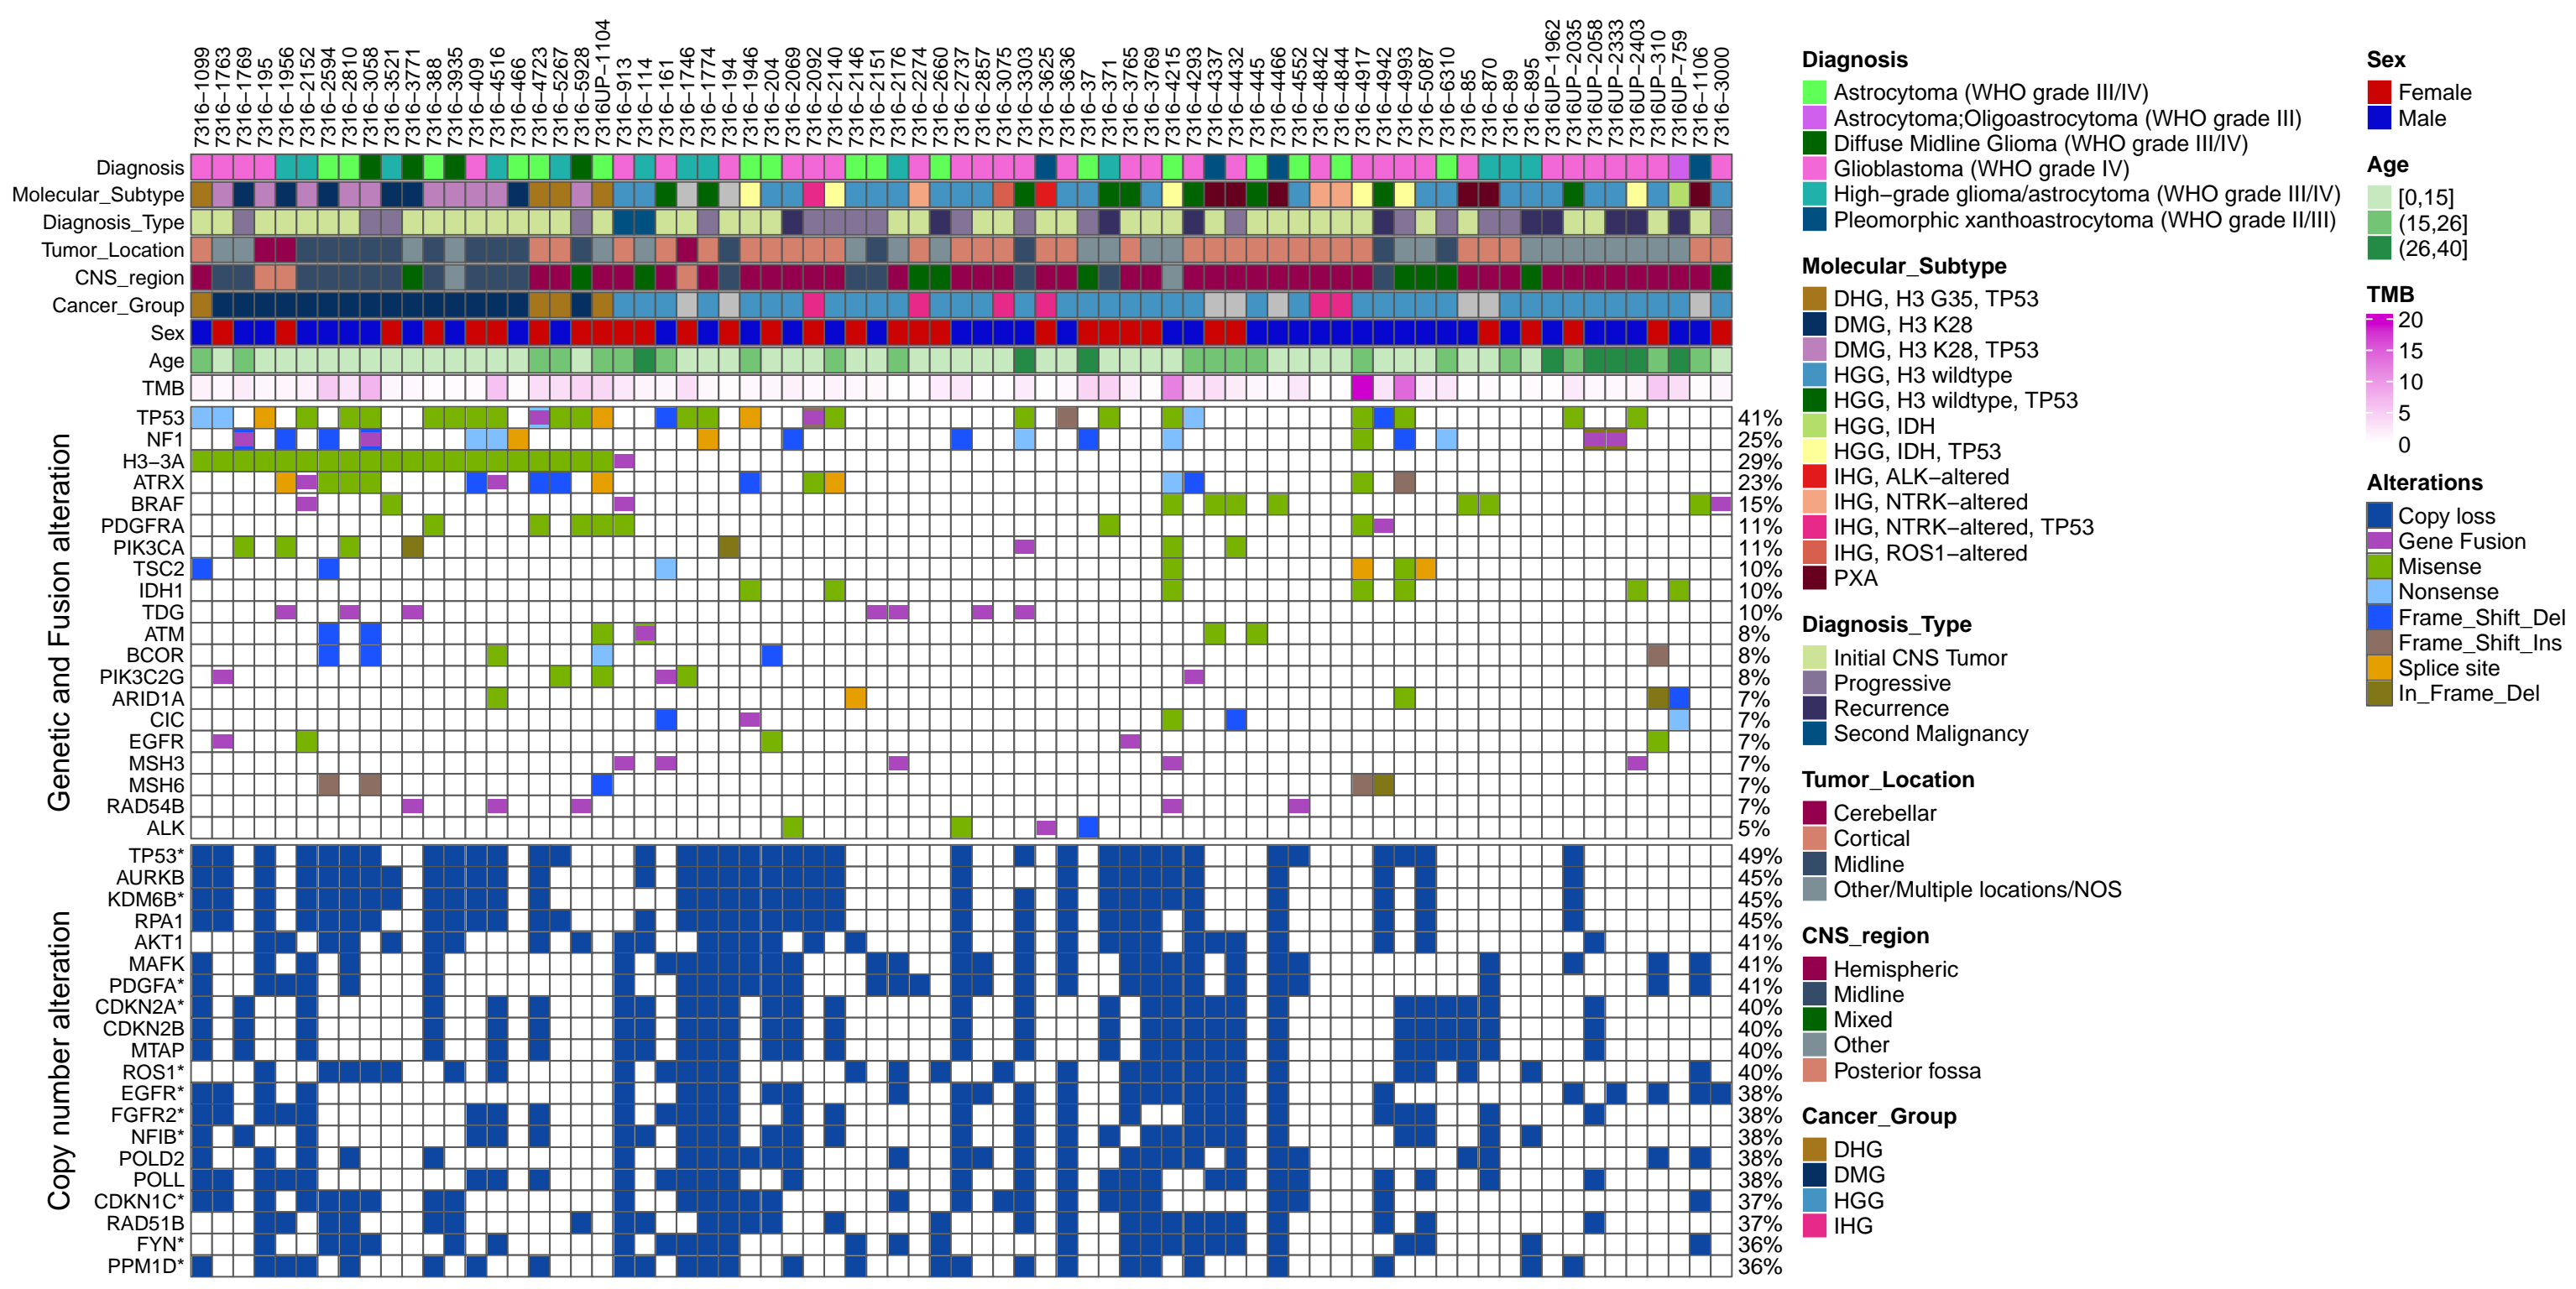 7316−1099
7316−1763
7316−1769
7316−195
7316−1956
7316−2152
7316−2594
7316−2810
7316−3058
7316−3521
7316−3771
7316−388
7316−3935
7316−409
7316−4516
7316−466
7316−4723
7316−5267
7316−5928
7316UP−1104
7316−913
7316−114
7316−161
7316−1746
7316−1774
7316−194
7316−1946
7316−204
7316−2069
7316−2092
7316−2140
7316−2146
7316−2151
7316−2176
7316−2274
7316−2660
7316−2737
7316−2857
7316−3075
7316−3303
7316−3625
7316−3636
7316−37
7316−371
7316−3765
7316−3769
7316−4215
7316−4293
7316−4337
7316−4432
7316−445
7316−4466
7316−4552
7316−4842
7316−4844
7316−4917
7316−4942
7316−4993
7316−5087
7316−6310
7316−85
7316−870
7316−89
7316−895
7316UP−1962
7316UP−2035
7316UP−2058
7316UP−2333
7316UP−2403
7316UP−310
7316UP−759
7316−1106
7316−3000
Diagnosis
Molecular_Subtype
Diagnosis_Type
Tumor_Location
CNS_region
Cancer_Group
Sex
Age
TMB
Genetic and Fusion alteration
TP53 41%
NF1 25%
H3−3A 29%
ATRX 23%
BRAF 15%
PDGFRA 11%
PIK3CA 11%
TSC2 10%
IDH1 10%
TDG 10%
ATM 8%
BCOR 8%
PIK3C2G 8%
ARID1A 7%
CIC 7%
EGFR 7%
MSH3 7%
MSH6 7%
RAD54B 7%
ALK 5%
Copy number alteration
TP53* 49%
AURKB 45%
KDM6B* 45%
RPA1 45%
AKT1 41%
MAFK 41%
PDGFA* 41%
CDKN2A* 40%
CDKN2B 40%
MTAP 40%
ROS1* 40%
EGFR* 38%
FGFR2* 38%
NFIB* 38%
POLD2 38%
POLL 38%
CDKN1C* 37%
RAD51B 37%
FYN* 36%
PPM1D* 36%
Diagnosis
Astrocytoma (WHO grade III/IV)
Astrocytoma;Oligoastrocytoma (WHO grade III)
Diffuse Midline Glioma (WHO grade III/IV)
Glioblastoma (WHO grade IV)
High−grade glioma/astrocytoma (WHO grade III/IV)
Pleomorphic xanthoastrocytoma (WHO grade II/III)
Molecular_Subtype
DHG, H3 G35, TP53
DMG, H3 K28
DMG, H3 K28, TP53
HGG, H3 wildtype
HGG, H3 wildtype, TP53
HGG, IDH
HGG, IDH, TP53
IHG, ALK−altered
IHG, NTRK−altered
IHG, NTRK−altered, TP53
IHG, ROS1−altered
PXA
Diagnosis_Type
Initial CNS Tumor
Progressive
Recurrence
Second Malignancy
Tumor_Location
Cerebellar
Cortical
Midline
Other/Multiple locations/NOS
CNS_region
Hemispheric
Midline
Mixed
Other
Posterior fossa
Cancer_Group
DHG
DMG
HGG
IHG
Sex
Female
Male
Age
[0,15]
(15,26]
(26,40]
TMB
20
15
10
5
0
Alterations
Copy loss
Gene Fusion
Misense
Nonsense
Frame_Shift_Del
Frame_Shift_Ins
Splice site
In_Frame_Del